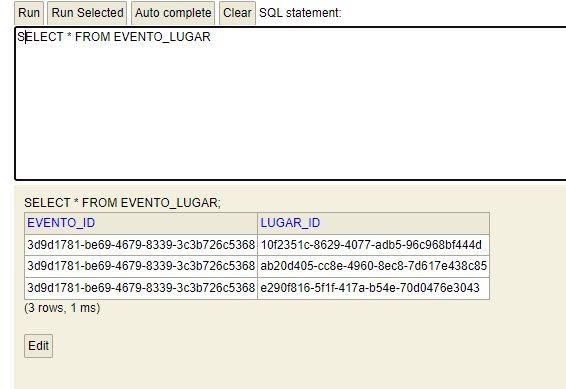 Run Run Selected Auto complete Clear SQL statement:
SELECT * FROM EVENTO_LUGAR
SELECT * FROM EVENTO_LUGAR;
EVENTO_ID LUGAR_ID
3d9d1781-be69-4679-8339-3c3b726c5368 10f2351c-8629-4077-adb5-96c968bf444d
3d9d1781-be69-4679-8339-3c3b726c5368 ab20d405-cc8e-4960-8ec8-7d617e438c85
3d9d1781-be69-4679-8339-3c3b726c5368 e290f816-5f1f-417a-b54e-70d0476e3043
(3 rows, 1 ms)
Edit